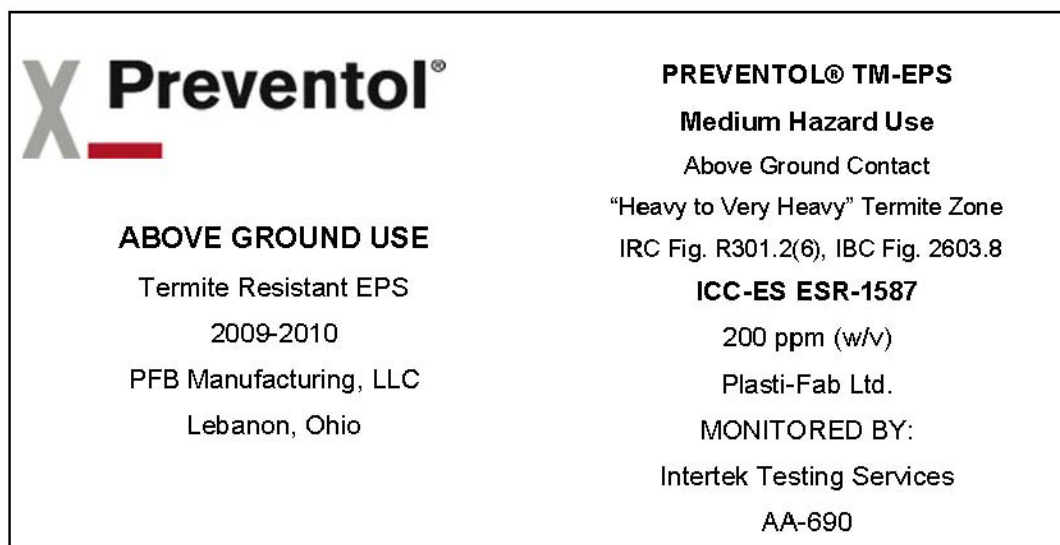 Preventol®
ABOVE GROUND USE
Termite Resistant EPS
2009-2010
PFB Manufacturing, LLC
Lebanon, Ohio
PREVENTOL® TM-EPS
Medium Hazard Use
Above Ground Contact
“Heavy to Very Heavy” Termite Zone
IRC Fig. R301.2(6), IBC Fig. 2603.8
ICC-ES ESR-1587
200 ppm (w/v)
Plasti-Fab Ltd.
MONITORED BY:
Intertek Testing Services
AA-690